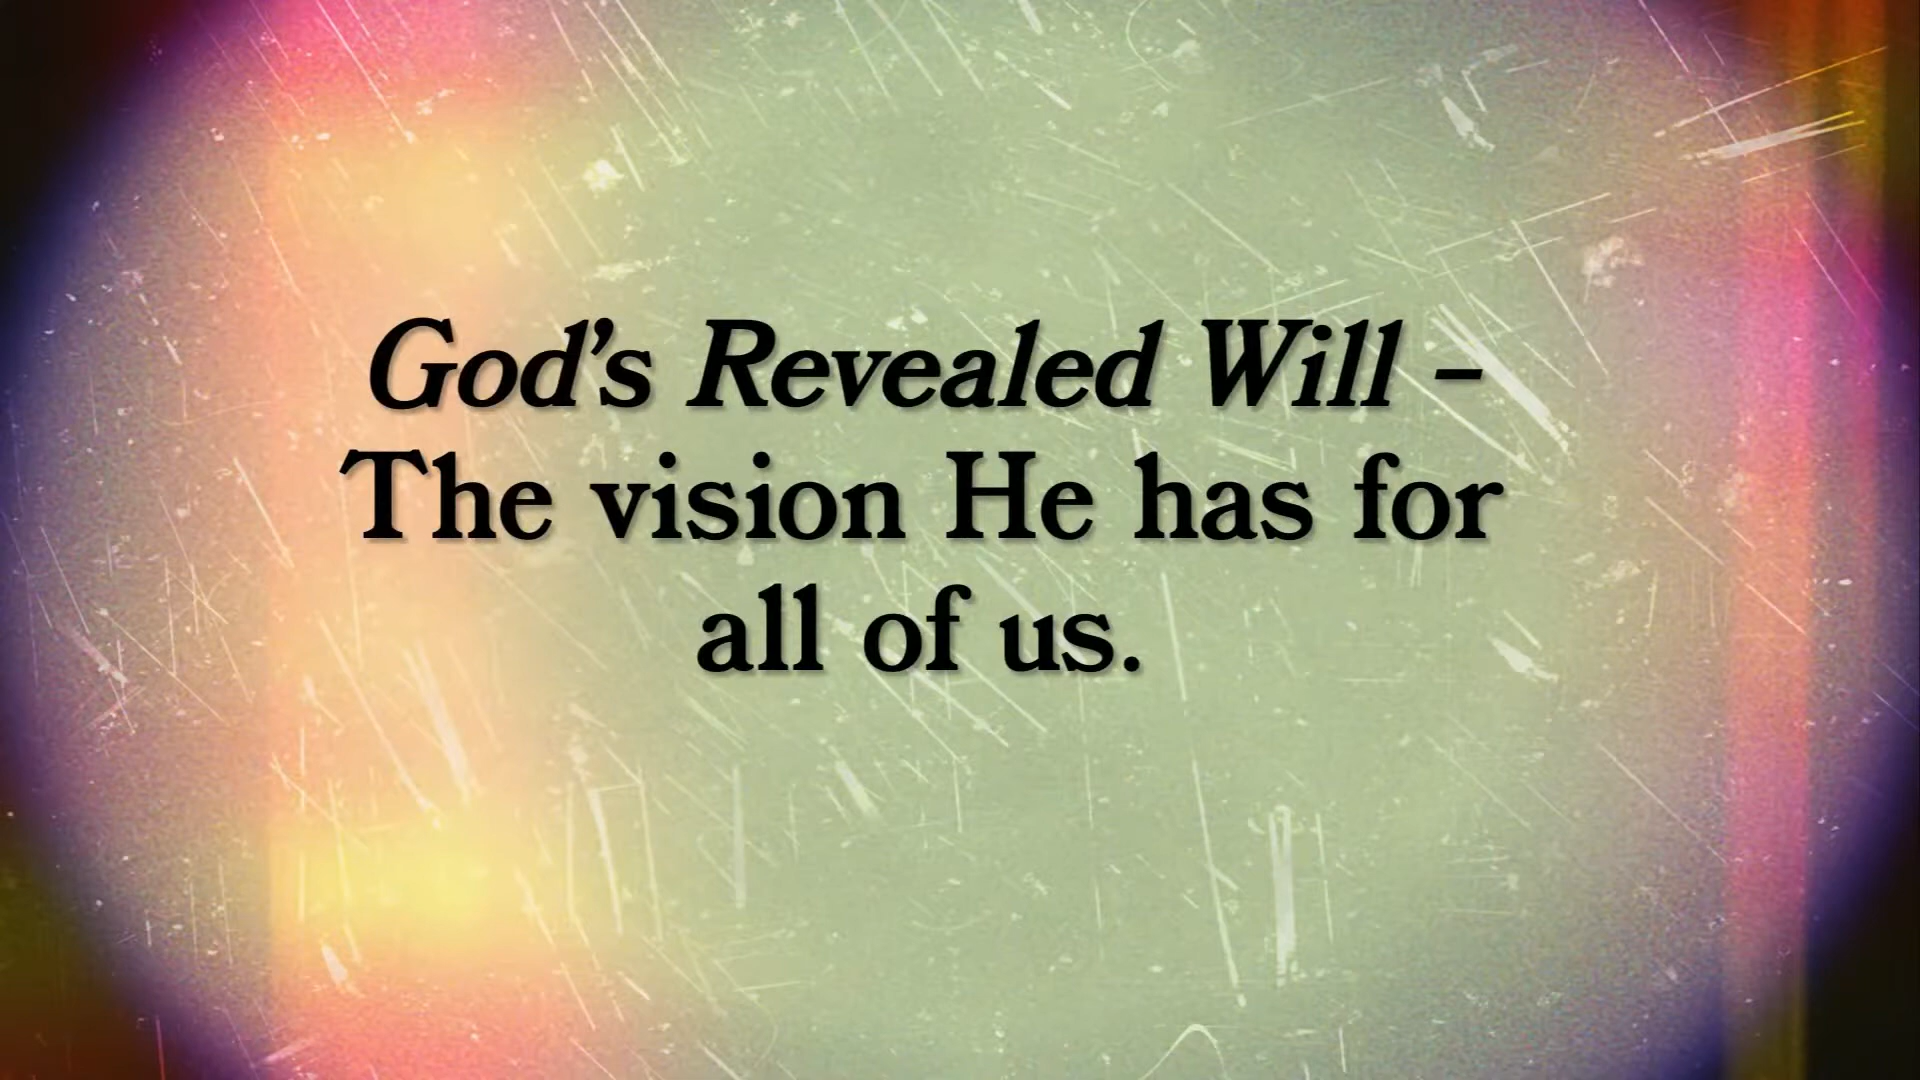 God’s Revealed Will –
The vision He has for
all of us.